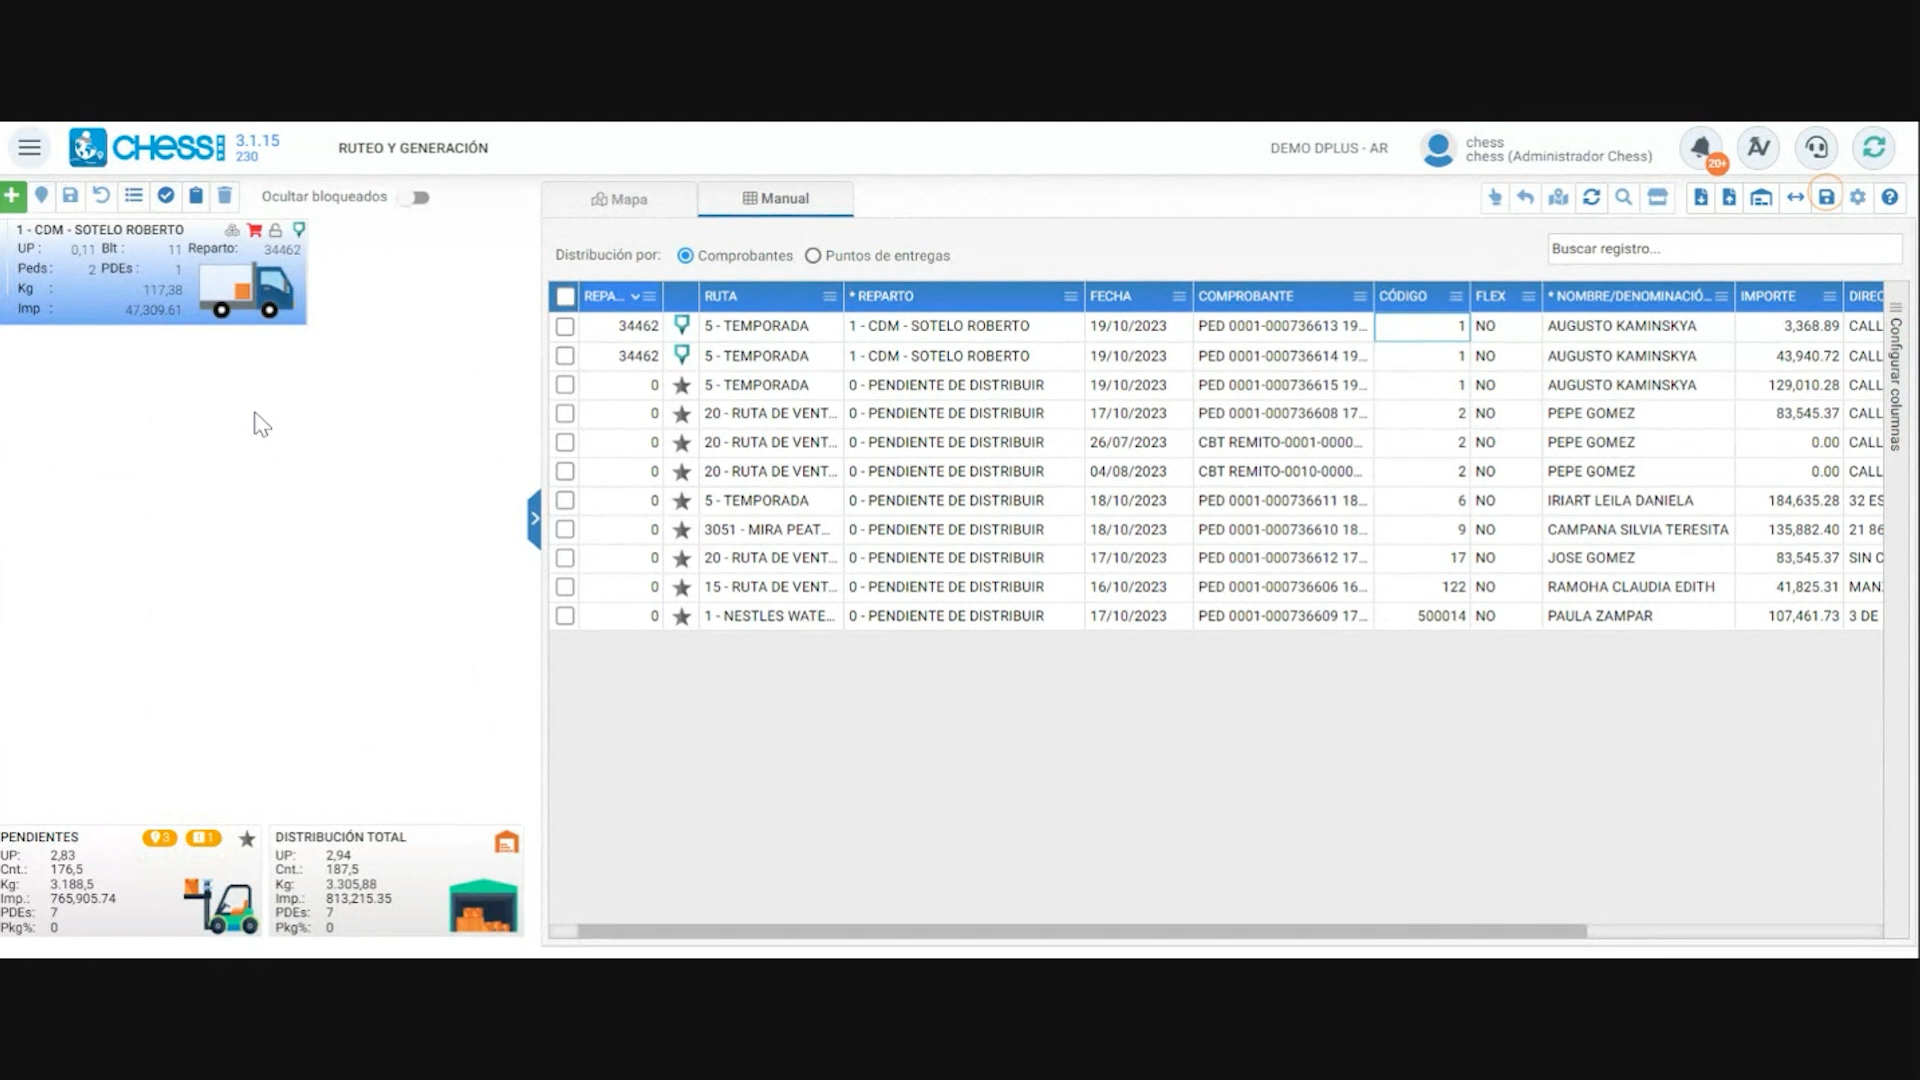 CHESS ERP 3.1.15
230
RUTEO Y GENERACIÓN
DEMO DPLUS - AR
chess
chess (Administrador Chess)
20+
Ocultar bloqueados
Mapa
Manual
1 - CDM - SOTELO ROBERTO
UP : 0,11 Blt : 11 Reparto: 34462
Peds : 2 PDEs : 1
Kg : 117,38
Imp : 47,309.61
Distribución por: Comprobantes Puntos de entregas
Buscar registro...
REPA... RUTA * REPARTO FECHA COMPROBANTE CÓDIGO FLEX * NOMBRE/DENOMINACIÓ... IMPORTE DIREC
34462 5 - TEMPORADA 1 - CDM - SOTELO ROBERTO 19/10/2023 PED 0001-000736613 19... 1 NO AUGUSTO KAMINSKYA 3,368.89 CALL
34462 5 - TEMPORADA 1 - CDM - SOTELO ROBERTO 19/10/2023 PED 0001-000736614 19... 1 NO AUGUSTO KAMINSKYA 43,940.72 CALL
0 5 - TEMPORADA 0 - PENDIENTE DE DISTRIBUIR 19/10/2023 PED 0001-000736615 19... 1 NO AUGUSTO KAMINSKYA 129,010.28 CALL
0 20 - RUTA DE VENT... 0 - PENDIENTE DE DISTRIBUIR 17/10/2023 PED 0001-000736608 17... 2 NO PEPE GOMEZ 83,545.37 CALL
0 20 - RUTA DE VENT... 0 - PENDIENTE DE DISTRIBUIR 26/07/2023 CBT REMITO-0001-0000... 2 NO PEPE GOMEZ 0.00 CALL
0 20 - RUTA DE VENT... 0 - PENDIENTE DE DISTRIBUIR 04/08/2023 CBT REMITO-0010-0000... 2 NO PEPE GOMEZ 0.00 CALL
0 5 - TEMPORADA 0 - PENDIENTE DE DISTRIBUIR 18/10/2023 PED 0001-000736611 18... 6 NO IRIART LEILA DANIELA 184,635.28 32 ES
0 3051 - MIRA PEAT... 0 - PENDIENTE DE DISTRIBUIR 18/10/2023 PED 0001-000736610 18... 9 NO CAMPANA SILVIA TERESITA 135,882.40 21 86
0 20 - RUTA DE VENT... 0 - PENDIENTE DE DISTRIBUIR 17/10/2023 PED 0001-000736612 17... 17 NO JOSE GOMEZ 83,545.37 SIN C
0 15 - RUTA DE VENT... 0 - PENDIENTE DE DISTRIBUIR 16/10/2023 PED 0001-000736606 16... 122 NO RAMOHA CLAUDIA EDITH 41,825.31 MAN
0 1 - NESTLES WATE... 0 - PENDIENTE DE DISTRIBUIR 17/10/2023 PED 0001-000736609 17... 500014 NO PAULA ZAMPAR 107,461.73 3 DE
Configurar columnas
PENDIENTES 3 1
UP: 2,83
Cnt.: 176,5
Kg: 3.188,5
Imp.: 765,905.74
PDEs: 7
Pkg%: 0
DISTRIBUCIÓN TOTAL
UP: 2,94
Cnt.: 187,5
Kg: 3.305,88
Imp.: 813,215.35
PDEs: 7
Pkg%: 0